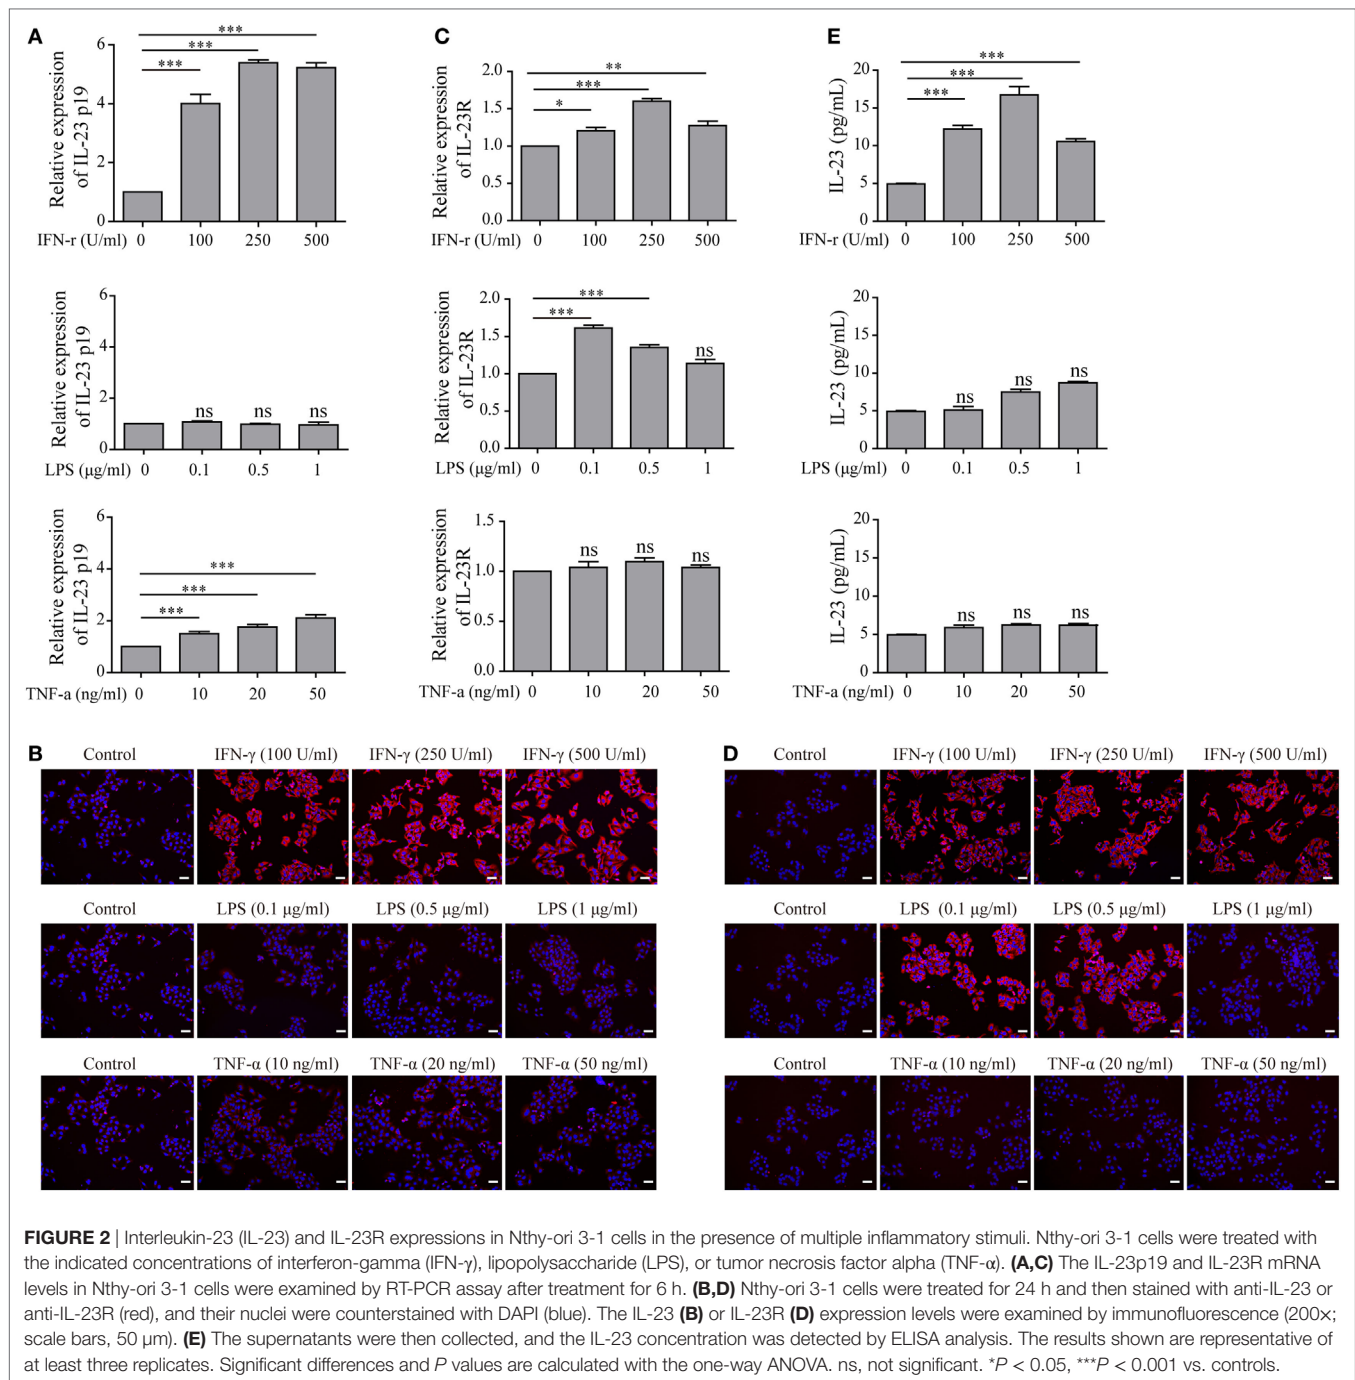 A
Relative expression
of IL-23 p19
6
4
2
0
***
***
***
IFN-r (U/ml) 0 100 250 500
C
Relative expression
of IL-23R
2.0
1.5
1.0
0.5
0.0
**
***
*
IFN-r (U/ml) 0 100 250 500
E
IL-23 (pg/mL)
20
15
10
5
0
***
***
***
IFN-r (U/ml) 0 100 250 500
Relative expression
of IL-23 p19
6
4
2
0
ns ns ns
LPS (μg/ml) 0 0.1 0.5 1
Relative expression
of IL-23R
2.0
1.5
1.0
0.5
0.0
***
***
ns
LPS (μg/ml) 0 0.1 0.5 1
IL-23 (pg/mL)
20
15
10
5
0
ns ns ns
LPS (μg/ml) 0 0.1 0.5 1
Relative expression
of IL-23 p19
6
4
2
0
***
***
***
TNF-a (ng/ml) 0 10 20 50
Relative expression
of IL-23R
1.5
1.0
0.5
0.0
ns ns ns
TNF-a (ng/ml) 0 10 20 50
IL-23 (pg/mL)
20
15
10
5
0
ns ns ns
TNF-a (ng/ml) 0 10 20 50
B
Control IFN-γ (100 U/ml) IFN-γ (250 U/ml) IFN-γ (500 U/ml)
Control LPS (0.1 μg/ml) LPS (0.5 μg/ml) LPS (1 μg/ml)
Control TNF-α (10 ng/ml) TNF-α (20 ng/ml) TNF-α (50 ng/ml)
D
Control IFN-γ (100 U/ml) IFN-γ (250 U/ml) IFN-γ (500 U/ml)
Control LPS (0.1 μg/ml) LPS (0.5 μg/ml) LPS (1 μg/ml)
Control TNF-α (10 ng/ml) TNF-α (20 ng/ml) TNF-α (50 ng/ml)
FIGURE 2 | Interleukin-23 (IL-23) and IL-23R expressions in Nthy-ori 3-1 cells in the presence of multiple inflammatory stimuli. Nthy-ori 3-1 cells were treated with
the indicated concentrations of interferon-gamma (IFN-γ), lipopolysaccharide (LPS), or tumor necrosis factor alpha (TNF-α). (A,C) The IL-23p19 and IL-23R mRNA
levels in Nthy-ori 3-1 cells were examined by RT-PCR assay after treatment for 6 h. (B,D) Nthy-ori 3-1 cells were treated for 24 h and then stained with anti-IL-23 or
anti-IL-23R (red), and their nuclei were counterstained with DAPI (blue). The IL-23 (B) or IL-23R (D) expression levels were examined by immunofluorescence (200×;
scale bars, 50 μm). (E) The supernatants were then collected, and the IL-23 concentration was detected by ELISA analysis. The results shown are representative of
at least three replicates. Significant differences and P values are calculated with the one-way ANOVA. ns, not significant. *P < 0.05, ***P < 0.001 vs. controls.